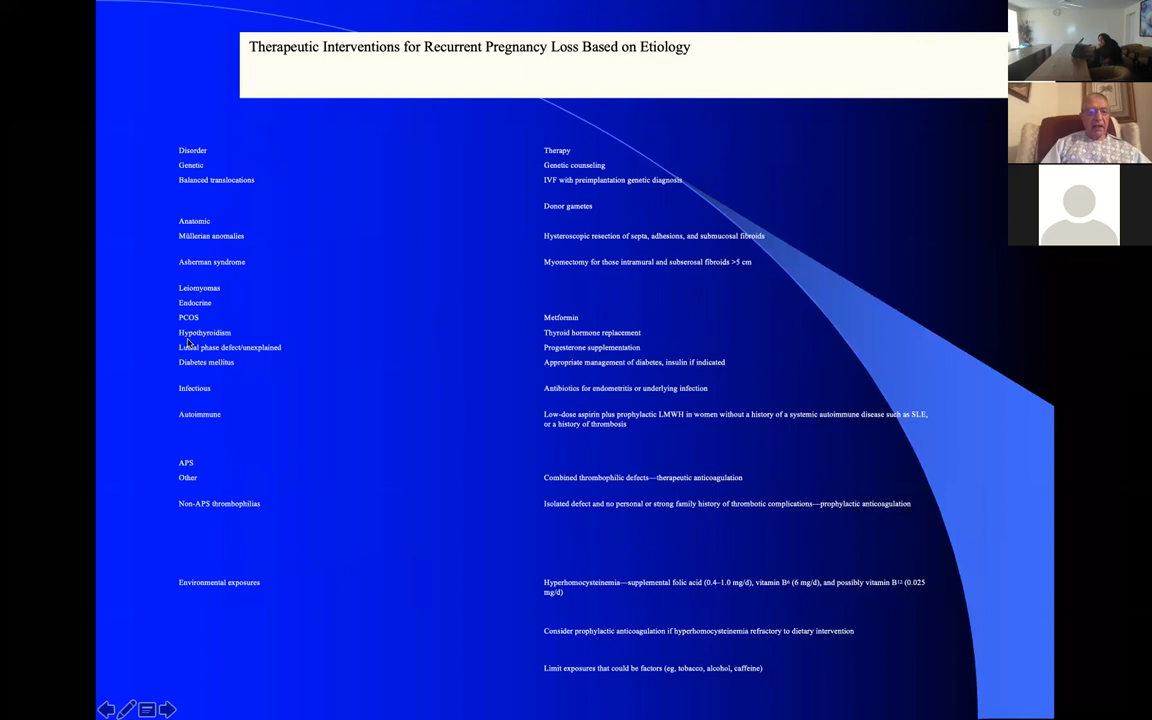 Therapeutic Interventions for Recurrent Pregnancy Loss Based on Etiology
Disorder Therapy
Genetic Genetic counseling
Balanced translocations IVF with preimplantation genetic diagnosis
Donor gametes
Anatomic
Müllerian anomalies Hysteroscopic resection of septa, adhesions, and submucosal fibroids
Asherman syndrome Myomectomy for those intramural and subserosal fibroids >5 cm
Leiomyomas
Endocrine
PCOS Metformin
Hypothyroidism Thyroid hormone replacement
Luteal phase defect/unexplained Progesterone supplementation
Diabetes mellitus Appropriate management of diabetes, insulin if indicated
Infectious Antibiotics for endometritis or underlying infection
Autoimmune Low-dose aspirin plus prophylactic LMWH in women without a history of a systemic autoimmune disease such as SLE,
or a history of thrombosis
APS
Other Combined thrombophilic defects—therapeutic anticoagulation
Non-APS thrombophilias Isolated defect and no personal or strong family history of thrombotic complications—prophylactic anticoagulation
Environmental exposures Hyperhomocysteinemia—supplemental folic acid (0.4–1.0 mg/d), vitamin B⁶ (6 mg/d), and possibly vitamin B¹² (0.025
mg/d)
Consider prophylactic anticoagulation if hyperhomocysteinemia refractory to dietary intervention
Limit exposures that could be factors (eg, tobacco, alcohol, caffeine)